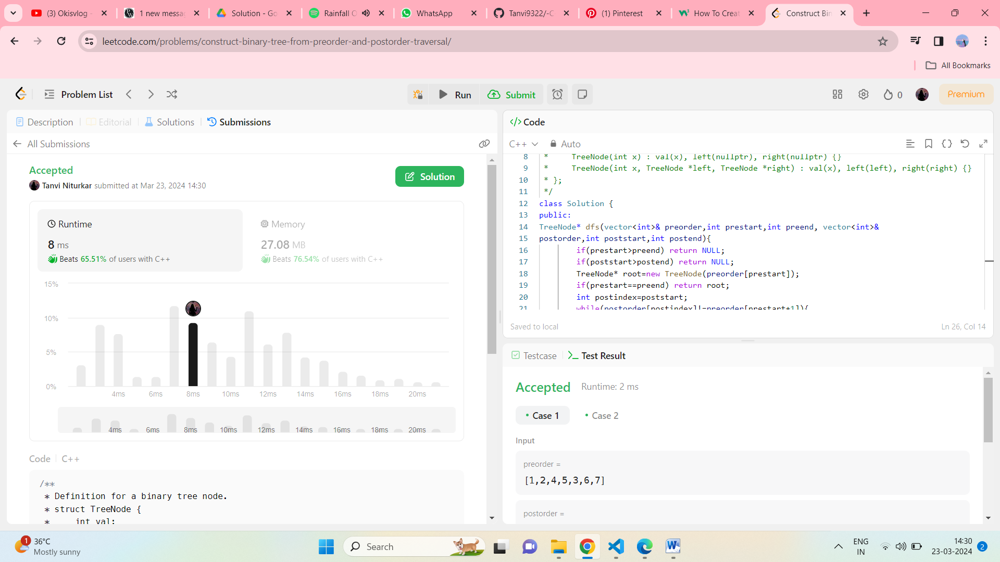 (3) Okisvlog -
1 new messag
Solution - Go
Rainfall O
WhatsApp
Tanvi9322/-C
(1) Pinterest
How To Creat
Construct Bin
leetcode.com/problems/construct-binary-tree-from-preorder-and-postorder-traversal/
All Bookmarks
Problem List
Run
Submit
0
Premium
Description
Editorial
Solutions
Submissions
All Submissions
Accepted
Tanvi Niturkar submitted at Mar 23, 2024 14:30
Solution
Runtime
8 ms
Beats 65.51% of users with C++
Memory
27.08 MB
Beats 76.54% of users with C++
15%
10%
5%
0%
4ms 6ms 8ms 10ms 12ms 14ms 16ms 18ms 20ms
4ms 6ms 8ms 10ms 12ms 14ms 16ms 18ms 20ms
Code C++
/**
* Definition for a binary tree node.
* struct TreeNode {
* int val;
Code
C++ Auto
8 * TreeNode(int x) : val(x), left(nullptr), right(nullptr) {}
9 * TreeNode(int x, TreeNode *left, TreeNode *right) : val(x), left(left), right(right) {}
10 * };
11 */
12 class Solution {
13 public:
14 TreeNode* dfs(vector<int>& preorder,int prestart,int preend, vector<int>&
15 postorder,int poststart,int postend){
16 if(prestart>preend) return NULL;
17 if(poststart>postend) return NULL;
18 TreeNode* root=new TreeNode(preorder[prestart]);
19 if(prestart==preend) return root;
20 int postindex=poststart;
21 while(postorder[postindex]!=preorder[prestart+1]){
Saved to local
Ln 26, Col 14
Testcase
Test Result
Accepted Runtime: 2 ms
Case 1
Case 2
Input
preorder =
[1,2,4,5,3,6,7]
postorder =
1
36°C
Mostly sunny
Search
ENG
IN
14:30
23-03-2024
2